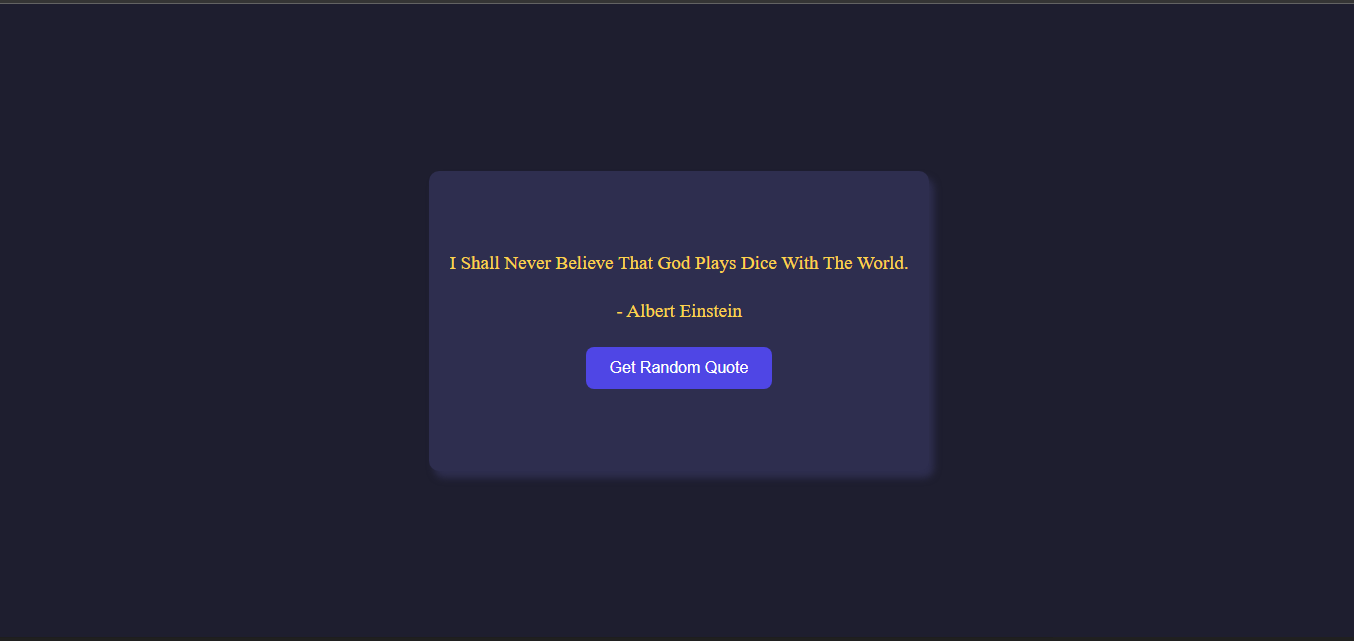 I Shall Never Believe That God Plays Dice With The World.
- Albert Einstein
Get Random Quote